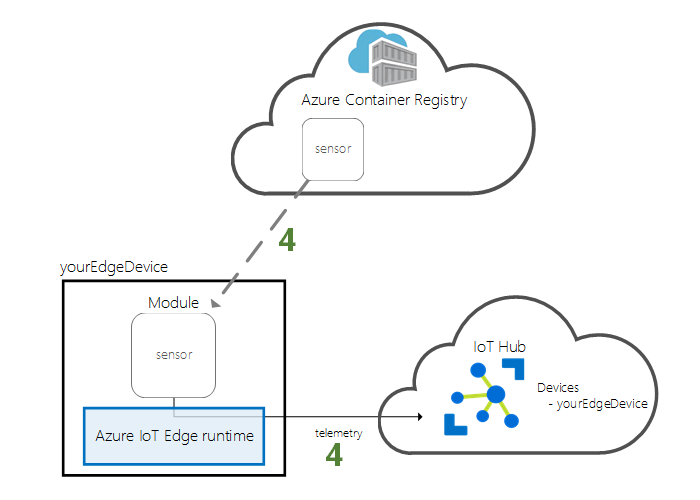 Azure Container Registry
sensor
4
yourEdgeDevice
Module
sensor
Azure IoT Edge runtime
telemetry
4
IoT Hub
Devices
- yourEdgeDevice